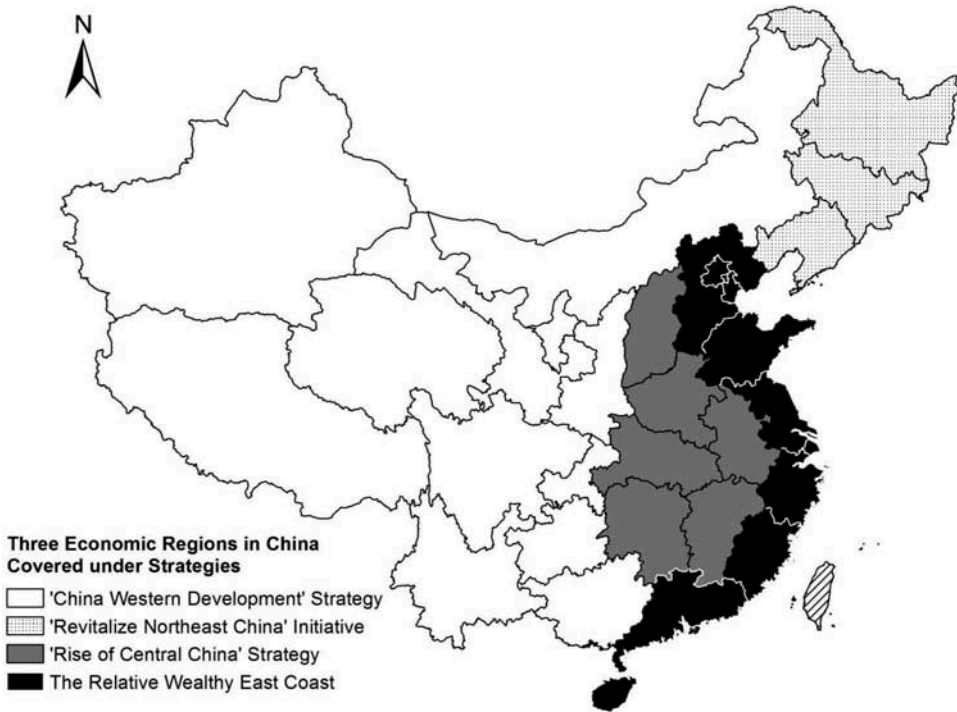 N
Three Economic Regions in China
Covered under Strategies
'China Western Development' Strategy
'Revitalize Northeast China' Initiative
'Rise of Central China' Strategy
The Relative Wealthy East Coast